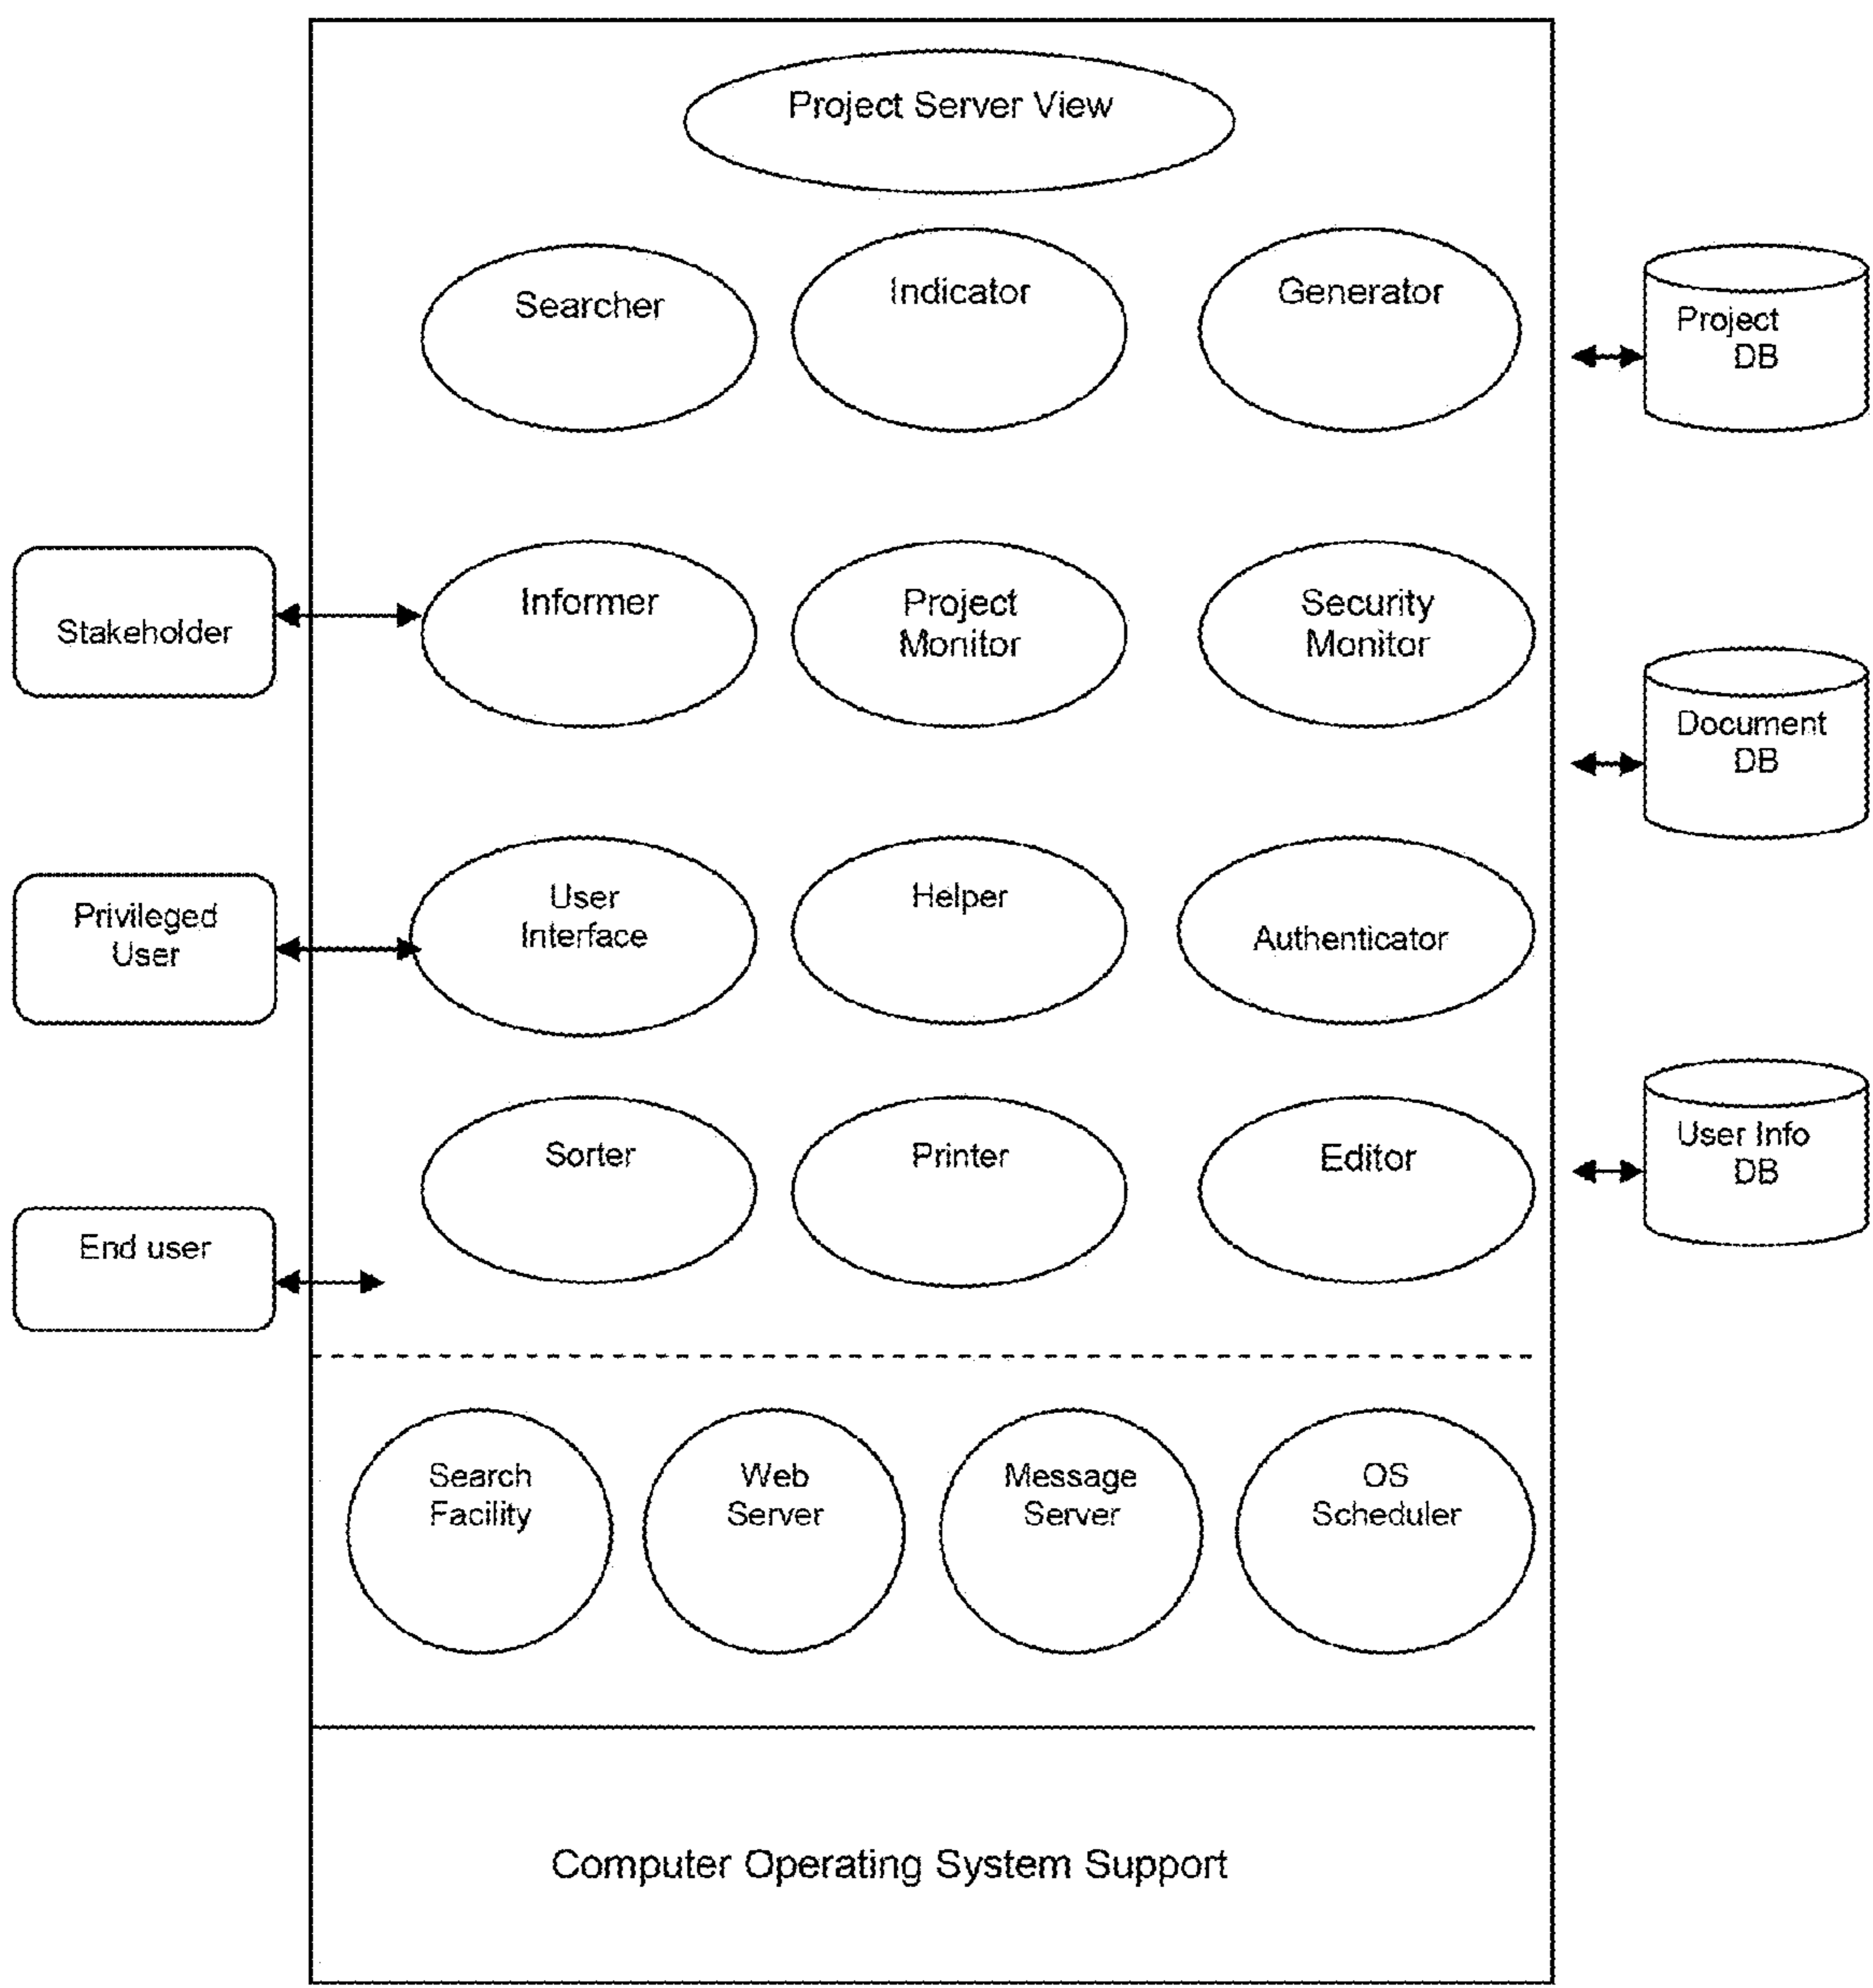 Project Server View
Searcher
Indicator
Generator
Project
DB
Stakeholder
Informer
Project
Monitor
Security
Monitor
Document
DB
Privileged
User
User
Interface
Helper
Authenticator
User Info
DB
End user
Sorter
Printer
Editor
Search
Facility
Web
Server
Message
Server
OS
Scheduler
Computer Operating System Support